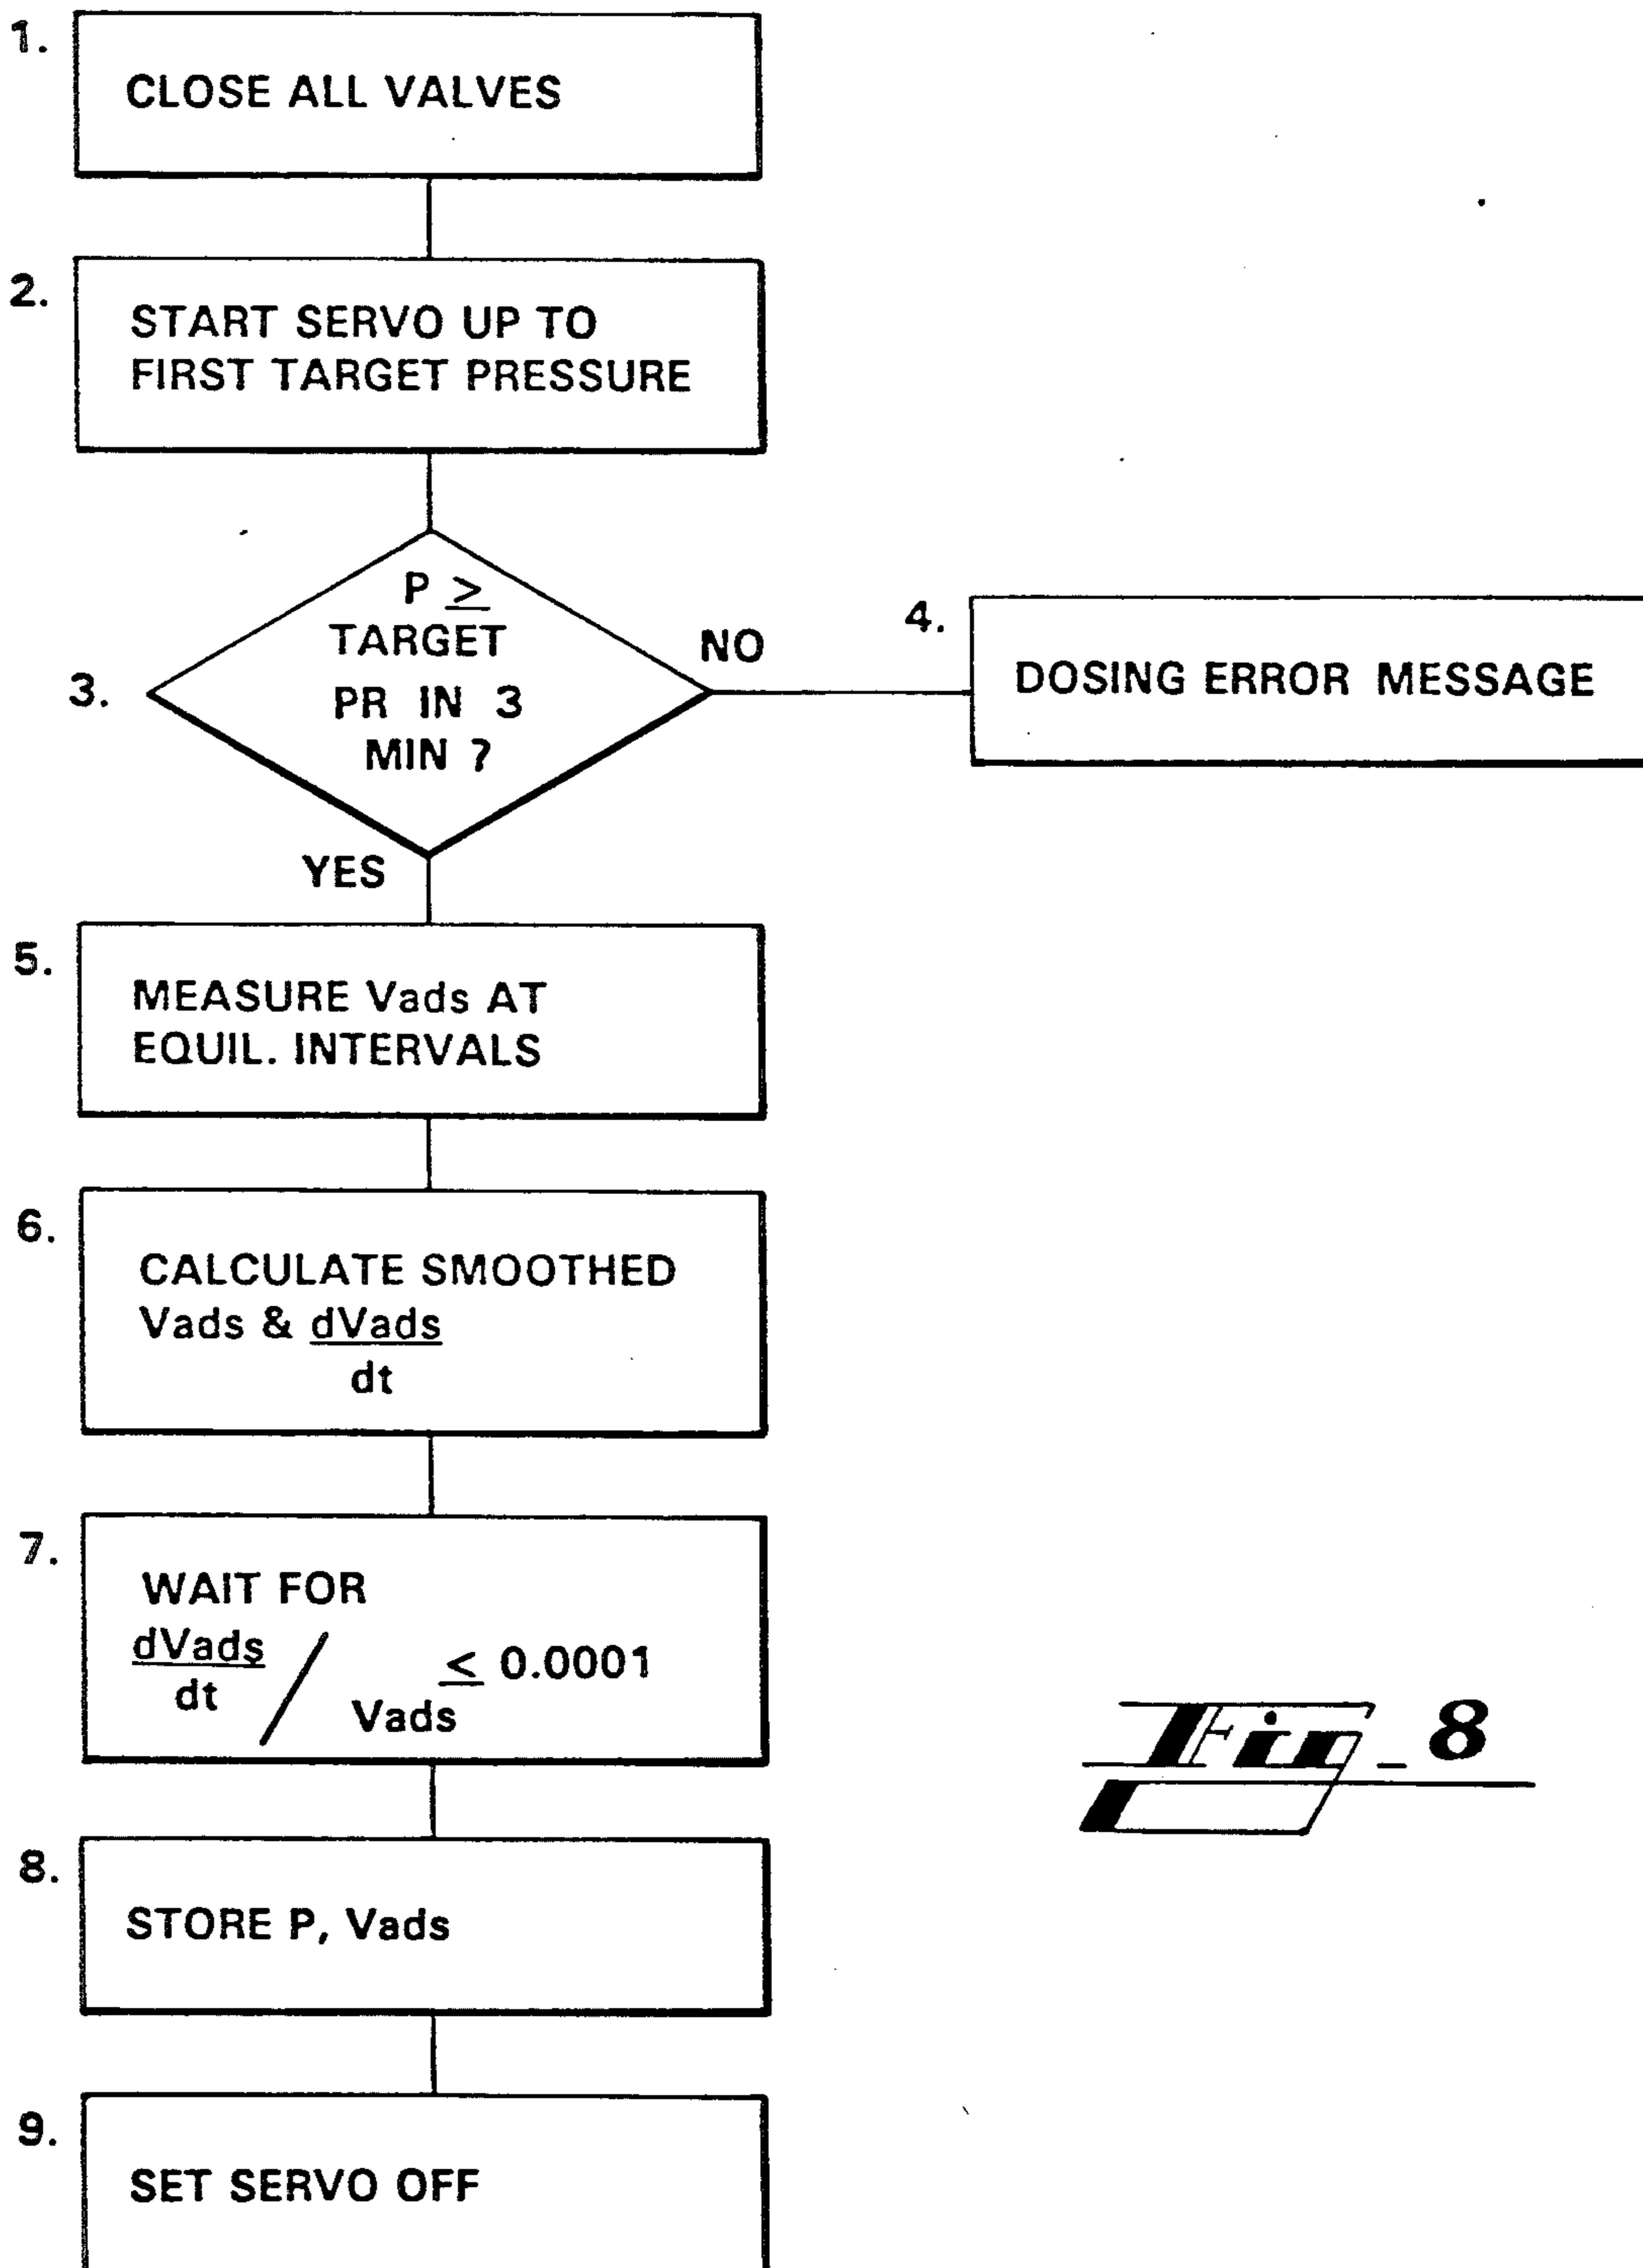 1.
CLOSE ALL VALVES
2.
START SERVO UP TO
FIRST TARGET PRESSURE
3.
P ≥
TARGET
PR IN 3
MIN ?
NO
4.
DOSING ERROR MESSAGE
YES
5.
MEASURE Vads AT
EQUIL. INTERVALS
6.
CALCULATE SMOOTHED
Vads & dVads
dt
7.
WAIT FOR
dVads
dt
/
Vads
≤ 0.0001
8.
STORE P, Vads
9.
SET SERVO OFF
Fig_8